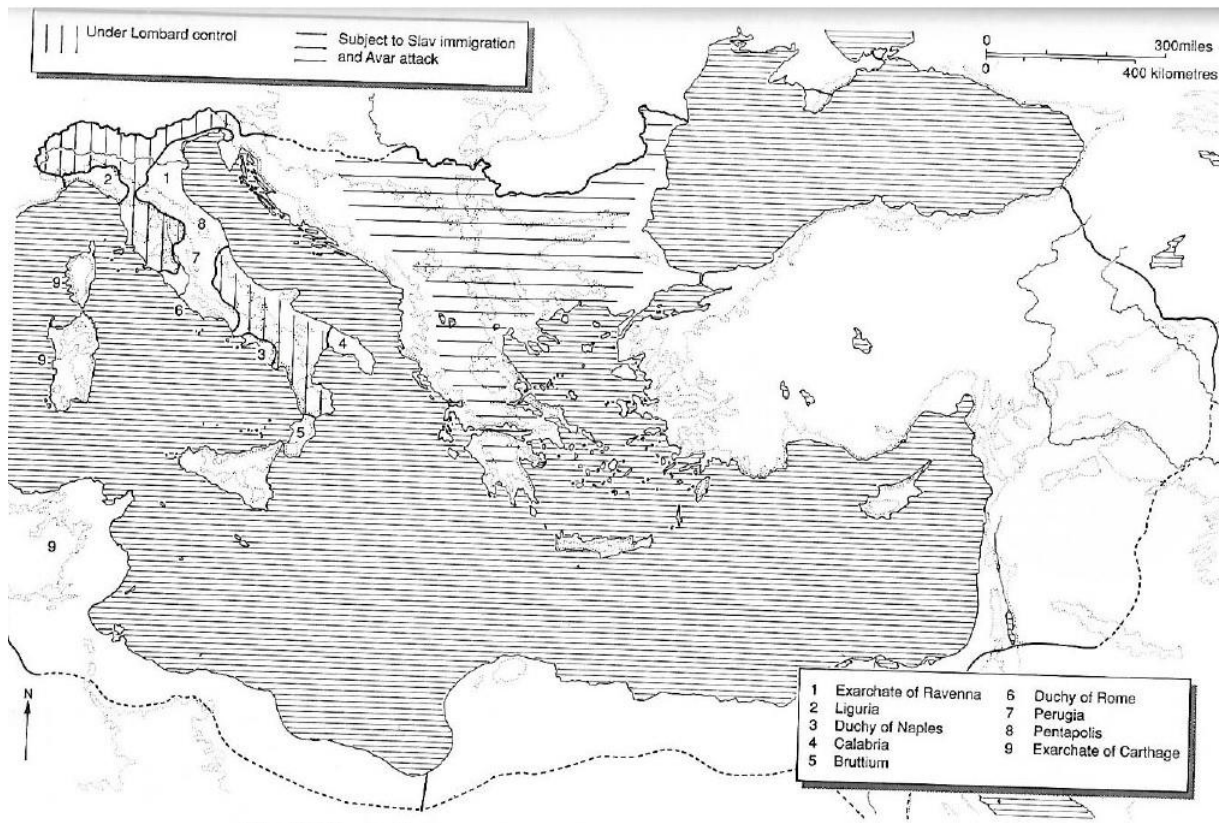 Under Lombard control
Subject to Slav immigration
and Avar attack
0 300miles
0 400 kilometres
1
2
8
7
9
6
9
3
4
5
9
N
1 Exarchate of Ravenna
2 Liguria
3 Duchy of Naples
4 Calabria
5 Bruttium
6 Duchy of Rome
7 Perugia
8 Pentapolis
9 Exarchate of Carthage